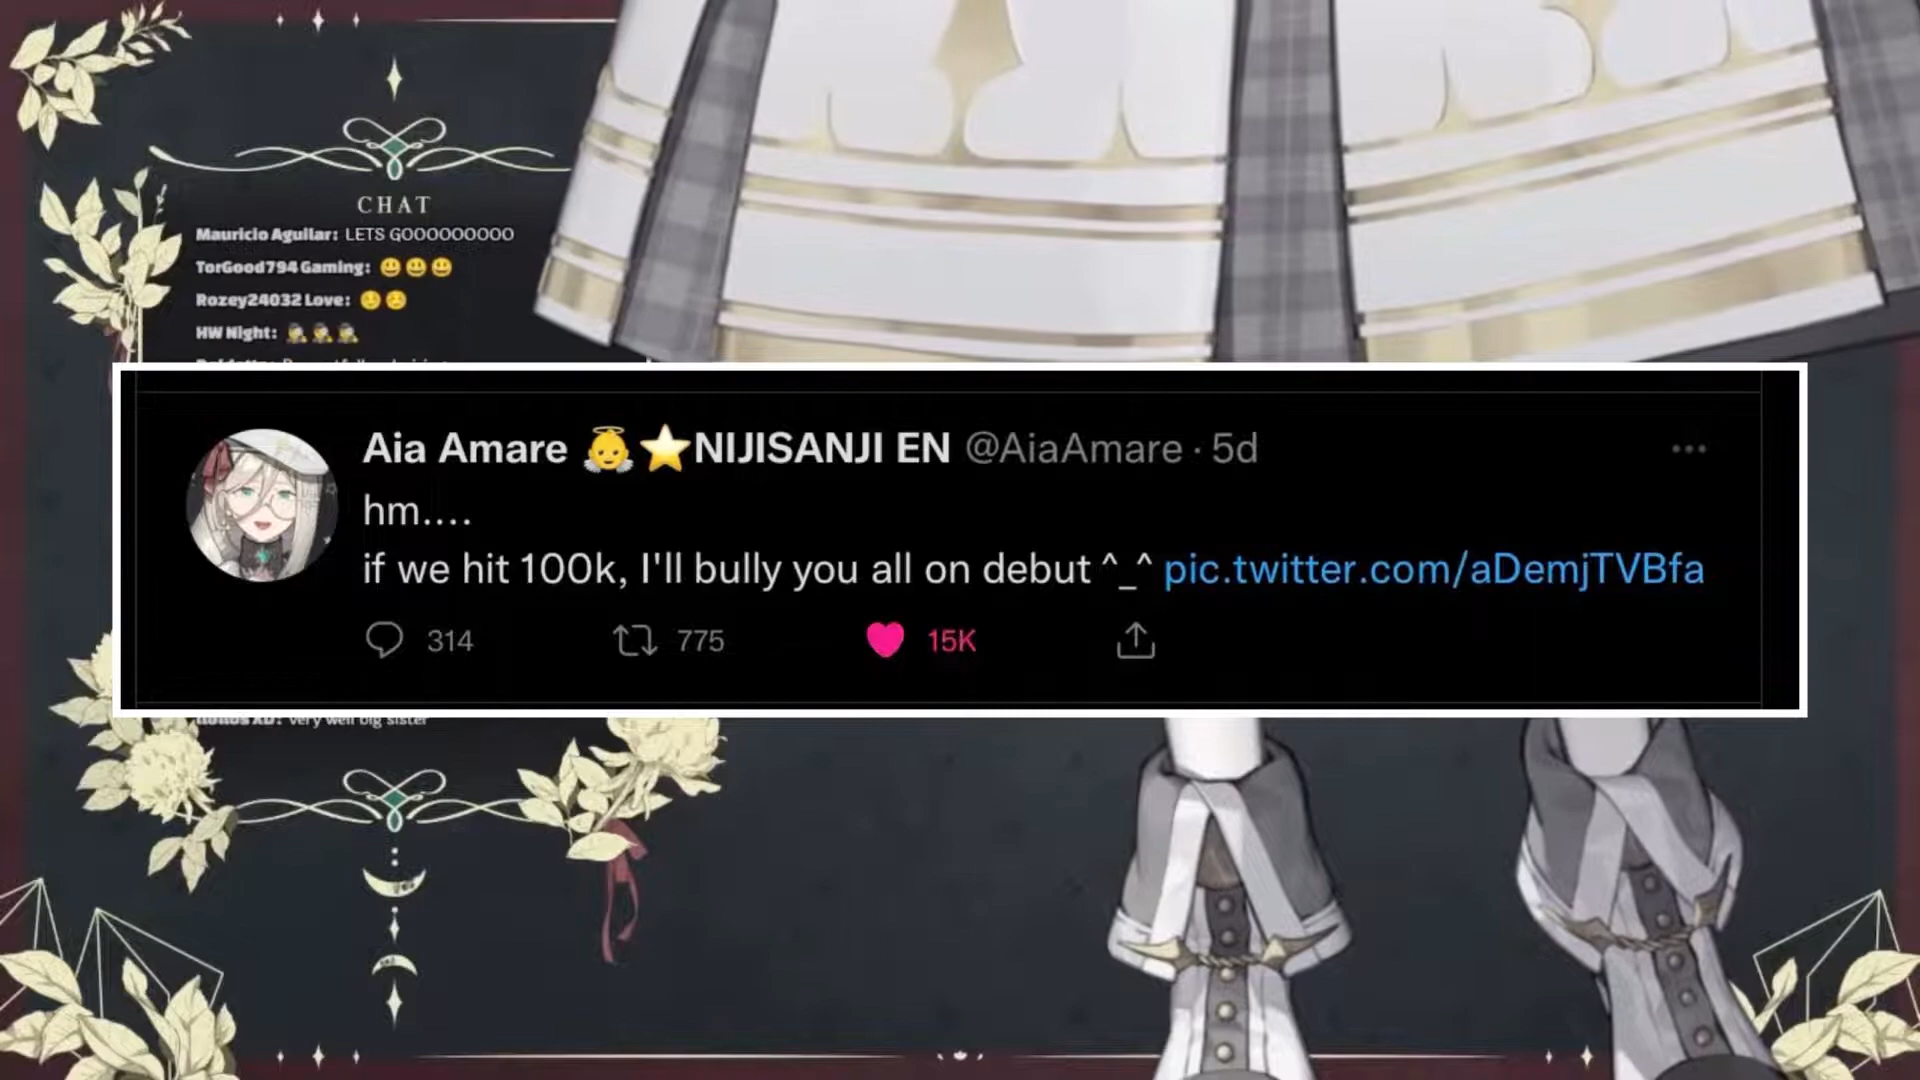 CHAT
Mauricio Aguilar: LETS GOOOOOOOOO
TorGood794 Gaming: 😃😃😃
Rozey24032 Love:
HW Night:
Aia Amare 👼⭐NIJISANJI EN @AiaAmare · 5d
hm....
if we hit 100k, I'll bully you all on debut ^_^ pic.twitter.com/aDemjTVBfa
314 775 15K
very well big sister